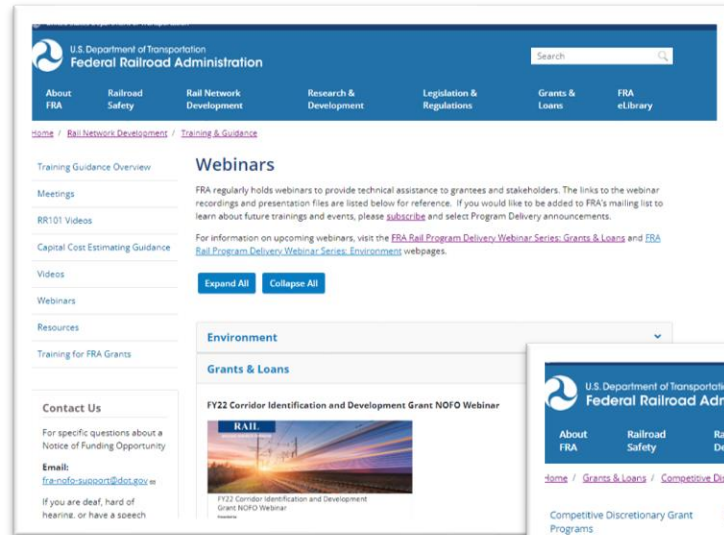 U.S. Department of Transportation
Federal Railroad Administration
Search
About FRA
Railroad Safety
Rail Network Development
Research & Development
Legislation & Regulations
Grants & Loans
FRA eLibrary
Home / Rail Network Development / Training & Guidance
Training Guidance Overview
Meetings
RR101 Videos
Capital Cost Estimating Guidance
Videos
Webinars
Resources
Training for FRA Grants
Contact Us
For specific questions about a
Notice of Funding Opportunity
Email:
fra-nofo-support@dot.gov
If you are deaf, hard of
hearing, or have a speech
Webinars
FRA regularly holds webinars to provide technical assistance to grantees and stakeholders. The links to the webinar
recordings and presentation files are listed below for reference. If you would like to be added to FRA's mailing list to
learn about future trainings and events, please subscribe and select Program Delivery announcements.
For information on upcoming webinars, visit the FRA Rail Program Delivery Webinar Series: Grants & Loans and FRA
Rail Program Delivery Webinar Series: Environment webpages.
Expand All
Collapse All
Environment
Grants & Loans
FY22 Corridor Identification and Development Grant NOFO Webinar
RAIL
FY22 Corridor Identification and Development
Grant NOFO Webinar
U.S. Department of Transportatio
Federal Railroad Adm
About FRA
Railroad Safety
Home / Grants & Loans / Competitive Dis
Competitive Discretionary Grant
Programs